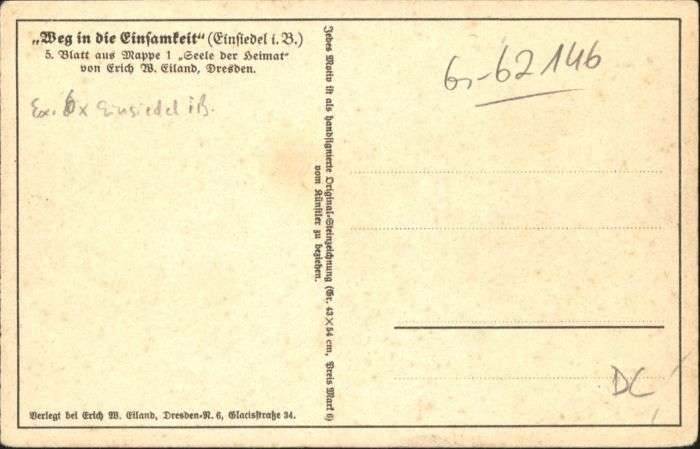 „Weg in die Einsamkeit“ (Einsiedel i. B.)
5. Blatt aus Mappe 1 „Seele der Heimat“
von Erich W. Eiland, Dresden.
Einsiedel i.B.
Jedes Motiv ist als handsignierte Original-Steinzeichnung (Gr. 43×54 cm, Preis Mark 6)
vom Künstler zu beziehen.
62146
DC
Verlegt bei Erich W. Eiland, Dresden-N. 6, Glacisstraße 34.